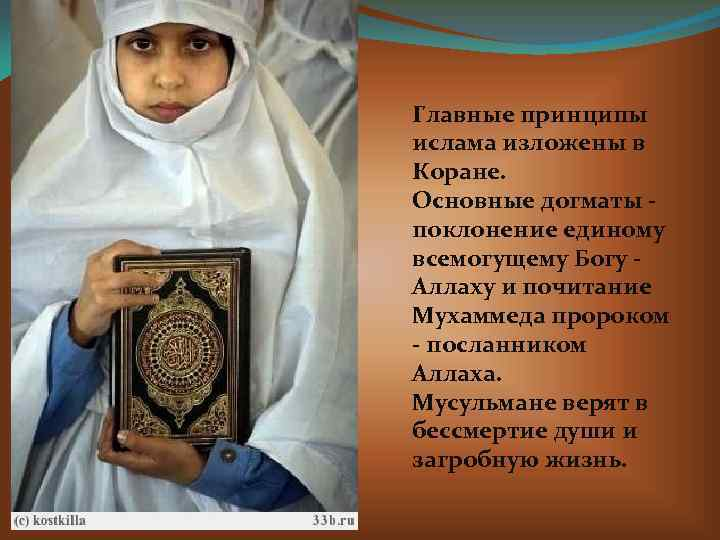 Главные принципы
ислама изложены в
Коране.
Основные догматы -
поклонение единому
всемогущему Богу -
Аллаху и почитание
Мухаммеда пророком
- посланником
Аллаха.
Мусульмане верят в
бессмертие души и
загробную жизнь.
(c) kostkilla 33b.ru